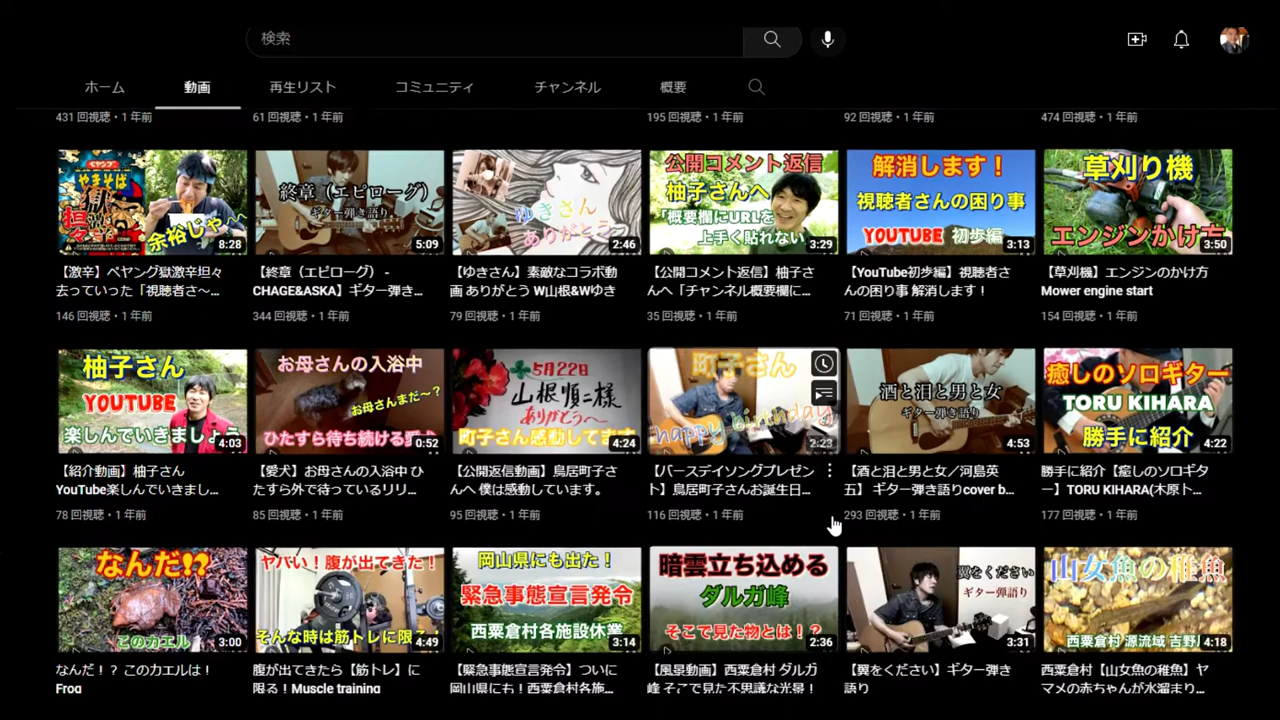 検索
ホーム 動画 再生リスト コミュニティ チャンネル 概要
431 回視聴・1 年前
61 回視聴・1 年前
195 回視聴・1 年前
92 回視聴・1 年前
474 回視聴・1 年前
ペヤング
やきそば
獄激辛
担々
余裕じゃ〜
8:28
終章（エピローグ）
ギター弾き語り
5:09
ゆきさん
ありがとう
2:46
公開コメント返信
柚子さんへ
「概要欄にURLを
上手く貼れない
3:29
解消します！
視聴者さんの困り事
YOUTUBE 初歩編
3:13
草刈り機
エンジンかけ方
3:50
【激辛】ペヤング獄激辛坦々
去っていった「視聴者さ〜...
146 回視聴・1 年前
【終章（エピローグ） -
CHAGE&ASKA】ギター弾き...
344 回視聴・1 年前
【ゆきさん】素敵なコラボ動
画 ありがとう W山根&Wゆき
79 回視聴・1 年前
【公開コメント返信】柚子さ
んへ「チャンネル概要欄に...
35 回視聴・1 年前
【YouTube初歩編】視聴者さ
んの困り事 解消します！
71 回視聴・1 年前
【草刈機】エンジンのかけ方
Mower engine start
154 回視聴・1 年前
柚子さん
YOUTUBE
楽しんでいきましょう
4:03
お母さんの入浴中
お母さんまだ〜？
ひたすら待ち続ける愛犬
0:52
5月22日
山根順二様
ありがとう〜
町子さん感動してます
4:24
町子さん
happy birthday
2:23
酒と泪と男と女
ギター弾き語り
4:53
癒しのソロギター
TORU KIHARA
勝手に紹介
4:22
【紹介動画】柚子さん
YouTube楽しんでいきまし...
78 回視聴・1 年前
【愛犬】お母さんの入浴中 ひ
たすら外で待っているリリ...
85 回視聴・1 年前
【公開返信動画】鳥居町子さ
んへ 僕は感動しています。
95 回視聴・1 年前
【バースデイソングプレゼン
ト】鳥居町子さんお誕生日...
116 回視聴・1 年前
【酒と泪と男と女／河島英
五】 ギター弾き語りcover b...
293 回視聴・1 年前
勝手に紹介【癒しのソロギタ
ー】TORU KIHARA(木原ト...
177 回視聴・1 年前
なんだ!?
このカエル
3:00
ヤバい！腹が出てきた！
そんな時は筋トレに限る
4:49
岡山県にも出た！
緊急事態宣言発令
西粟倉村各施設休業
3:14
暗雲立ち込める
ダルガ峰
そこで見た物とは！？
2:36
翼をください
ギター弾語り
3:31
山女魚の稚魚
西粟倉村 源流域 吉野川
4:18
なんだ！？ このカエルは！
Frog
腹が出てきたら【筋トレ】に
限る！Muscle training
【緊急事態宣言発令】ついに
岡山県にも！西粟倉村各施...
【風景動画】西粟倉村 ダルガ
峰 そこで見た不思議な光景！
【翼をください】ギター弾き
語り
西粟倉村【山女魚の稚魚】ヤ
マメの赤ちゃんが水溜まり...